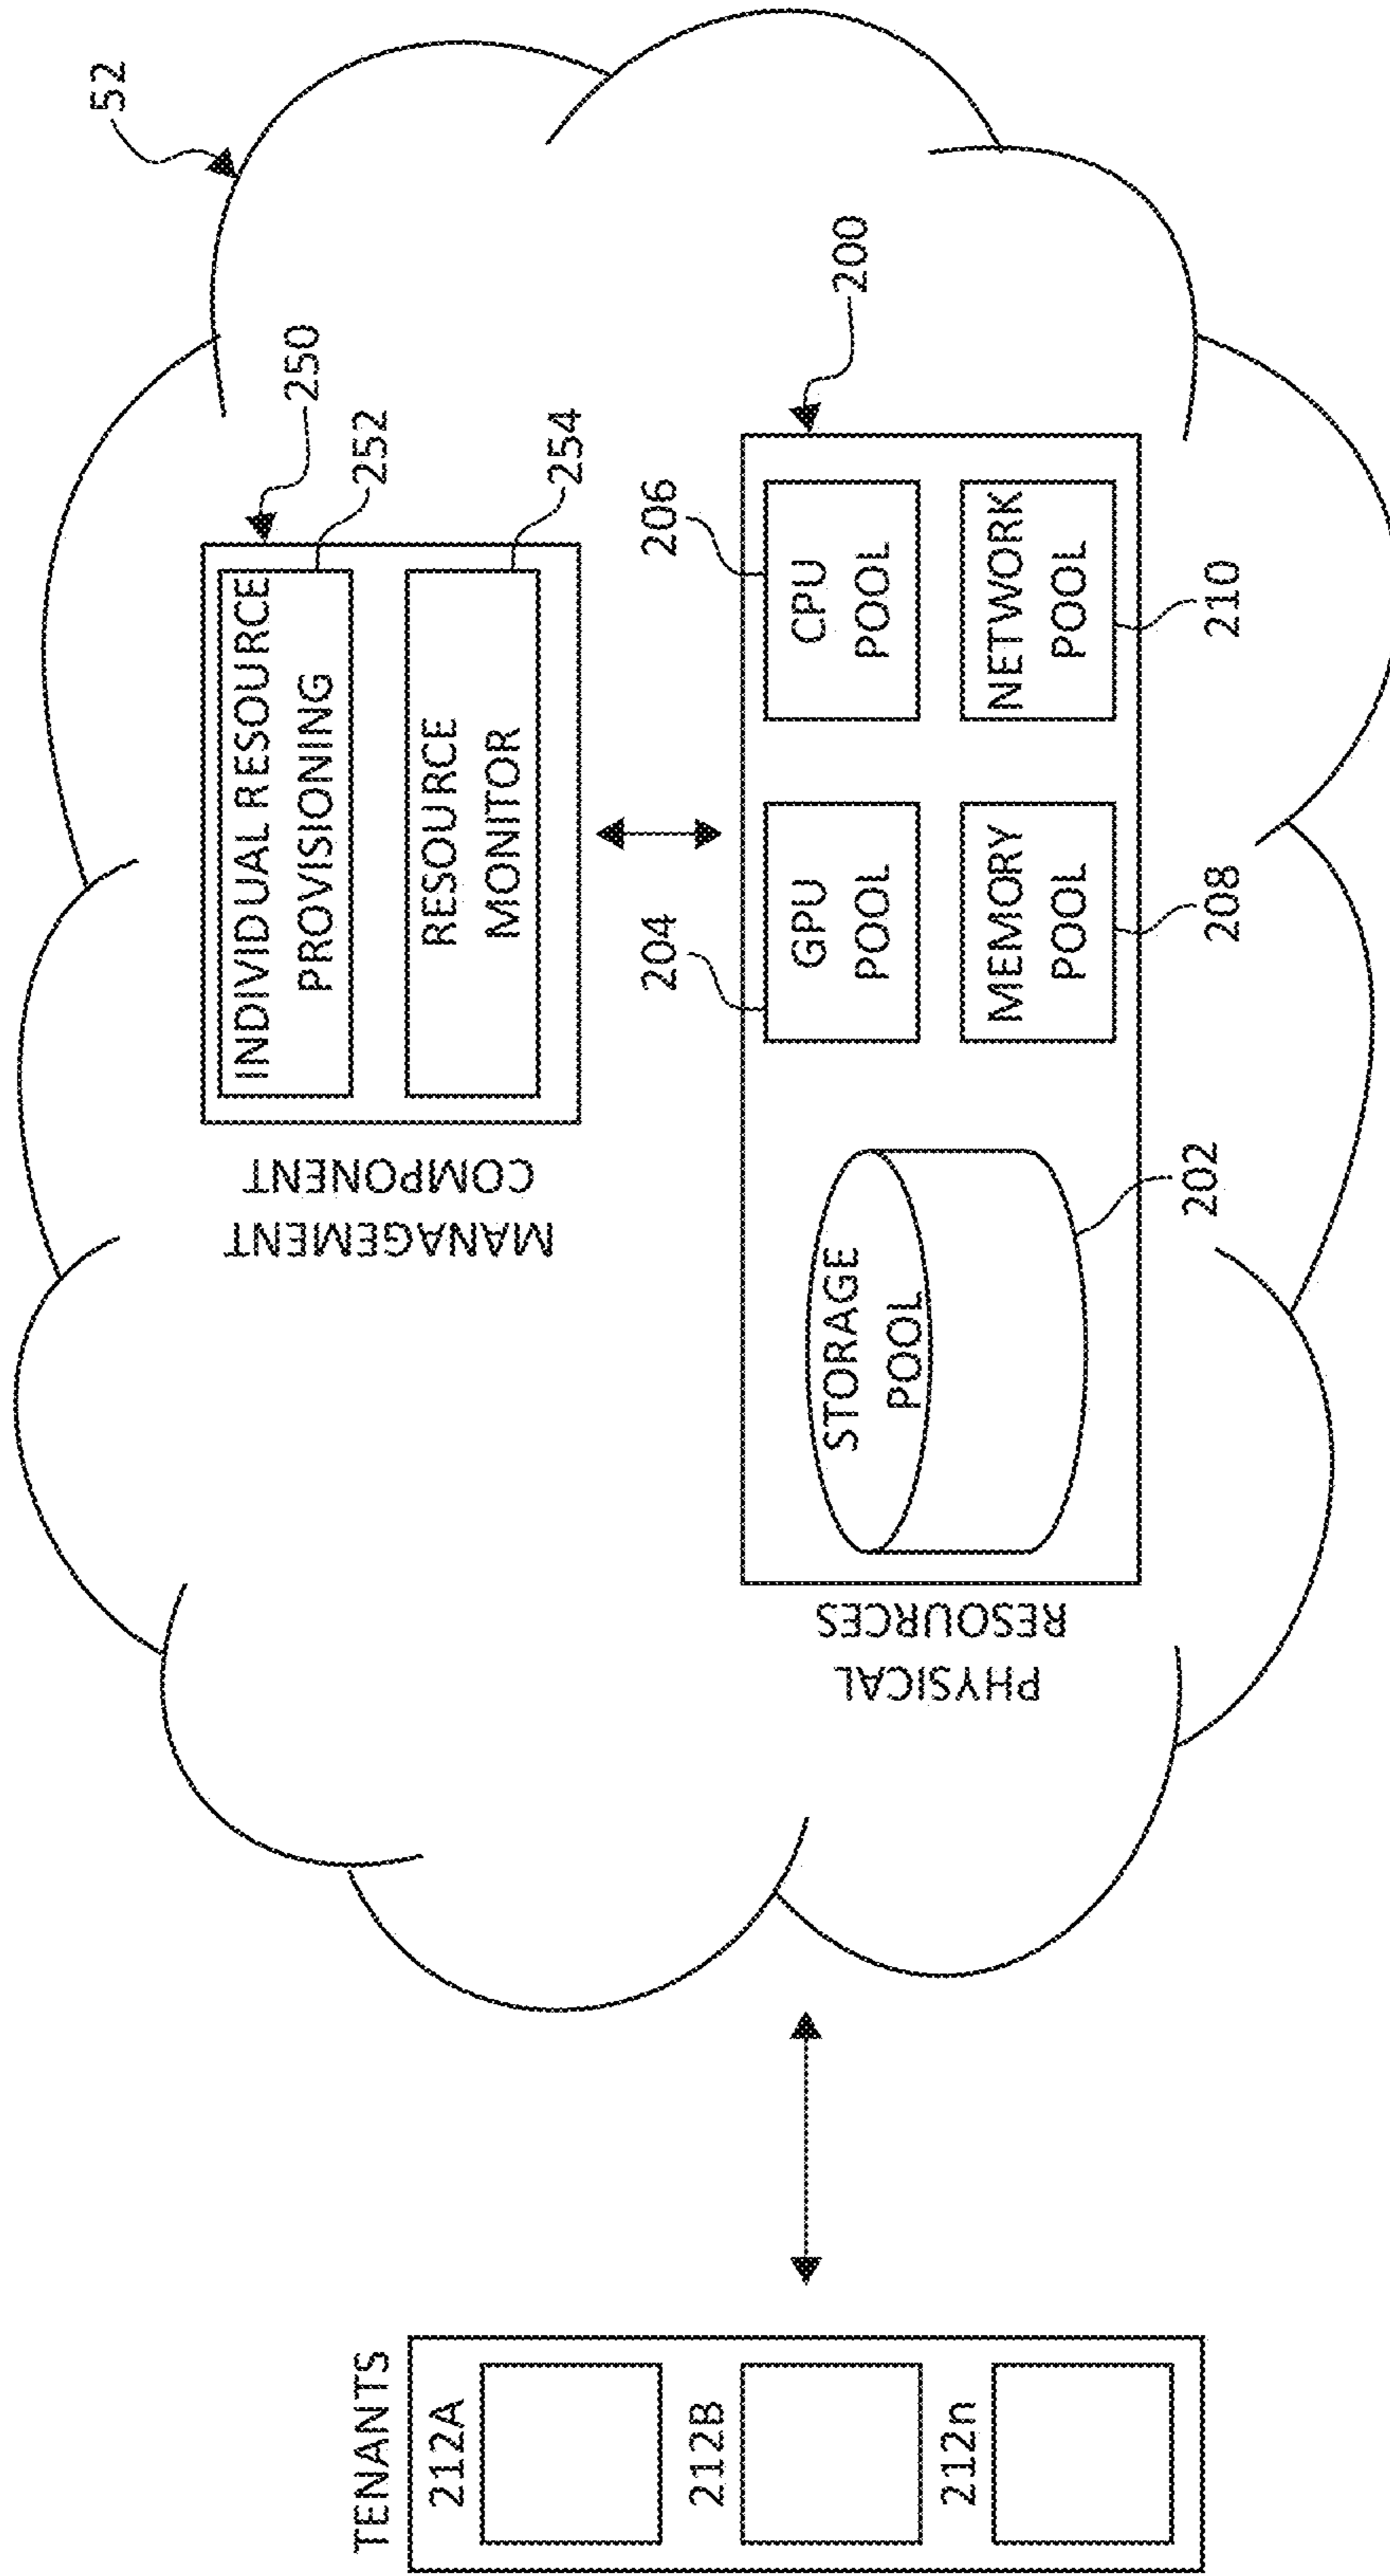 52
250
INDIVIDUAL RESOURCE
PROVISIONING
252
RESOURCE
MONITOR
254
MANAGEMENT
COMPONENT
TENANTS
212A
212B
212n
200
204
206
STORAGE
POOL
GPU
POOL
CPU
POOL
MEMORY
POOL
NETWORK
POOL
202
208
210
PHYSICAL
RESOURCES